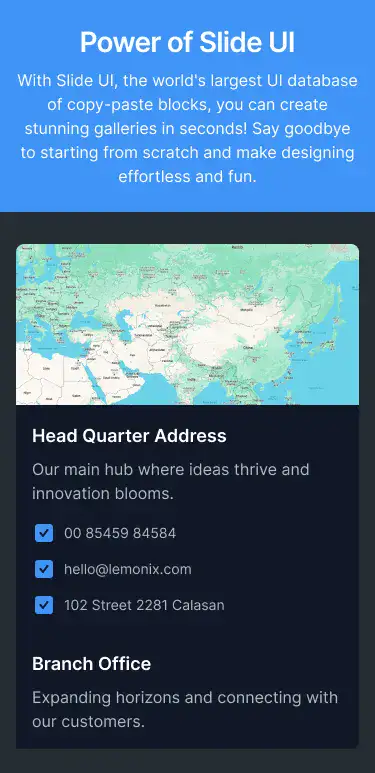 Power of Slide UI
With Slide UI, the world's largest UI database
of copy-paste blocks, you can create
stunning galleries in seconds! Say goodbye
to starting from scratch and make designing
effortless and fun.
Head Quarter Address
Our main hub where ideas thrive and
innovation blooms.
00 85459 84584
hello@lemonix.com
102 Street 2281 Calasan
Branch Office
Expanding horizons and connecting with
our customers.